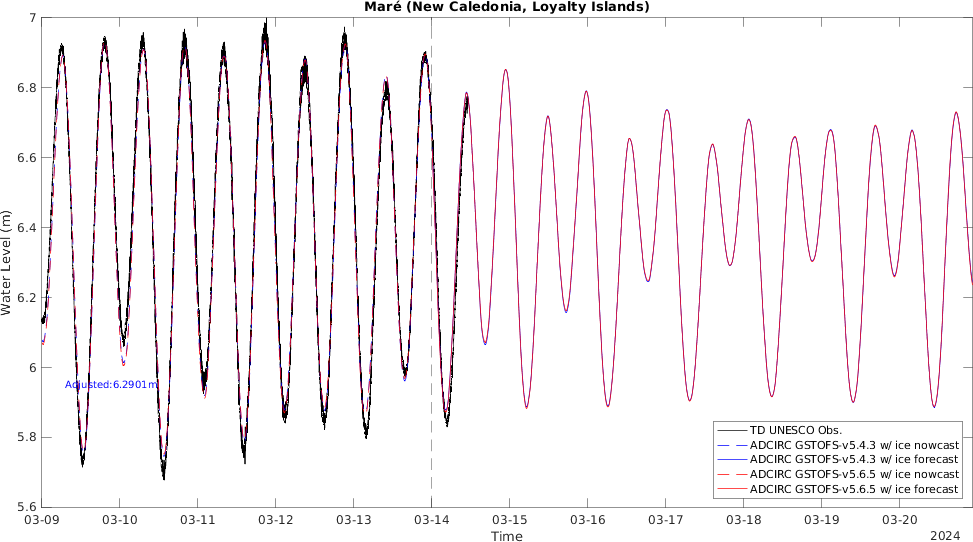 Maré (New Caledonia, Loyalty Islands)
7
6.8
6.6
6.4
6.2
6
5.8
5.6
Water Level (m)
Adjusted:6.2901m
TD UNESCO Obs.
ADCIRC GSTOFS-v5.4.3 w/ ice nowcast
ADCIRC GSTOFS-v5.4.3 w/ ice forecast
ADCIRC GSTOFS-v5.6.5 w/ ice nowcast
ADCIRC GSTOFS-v5.6.5 w/ ice forecast
03-09 03-10 03-11 03-12 03-13 03-14 03-15 03-16 03-17 03-18 03-19 03-20
Time
2024